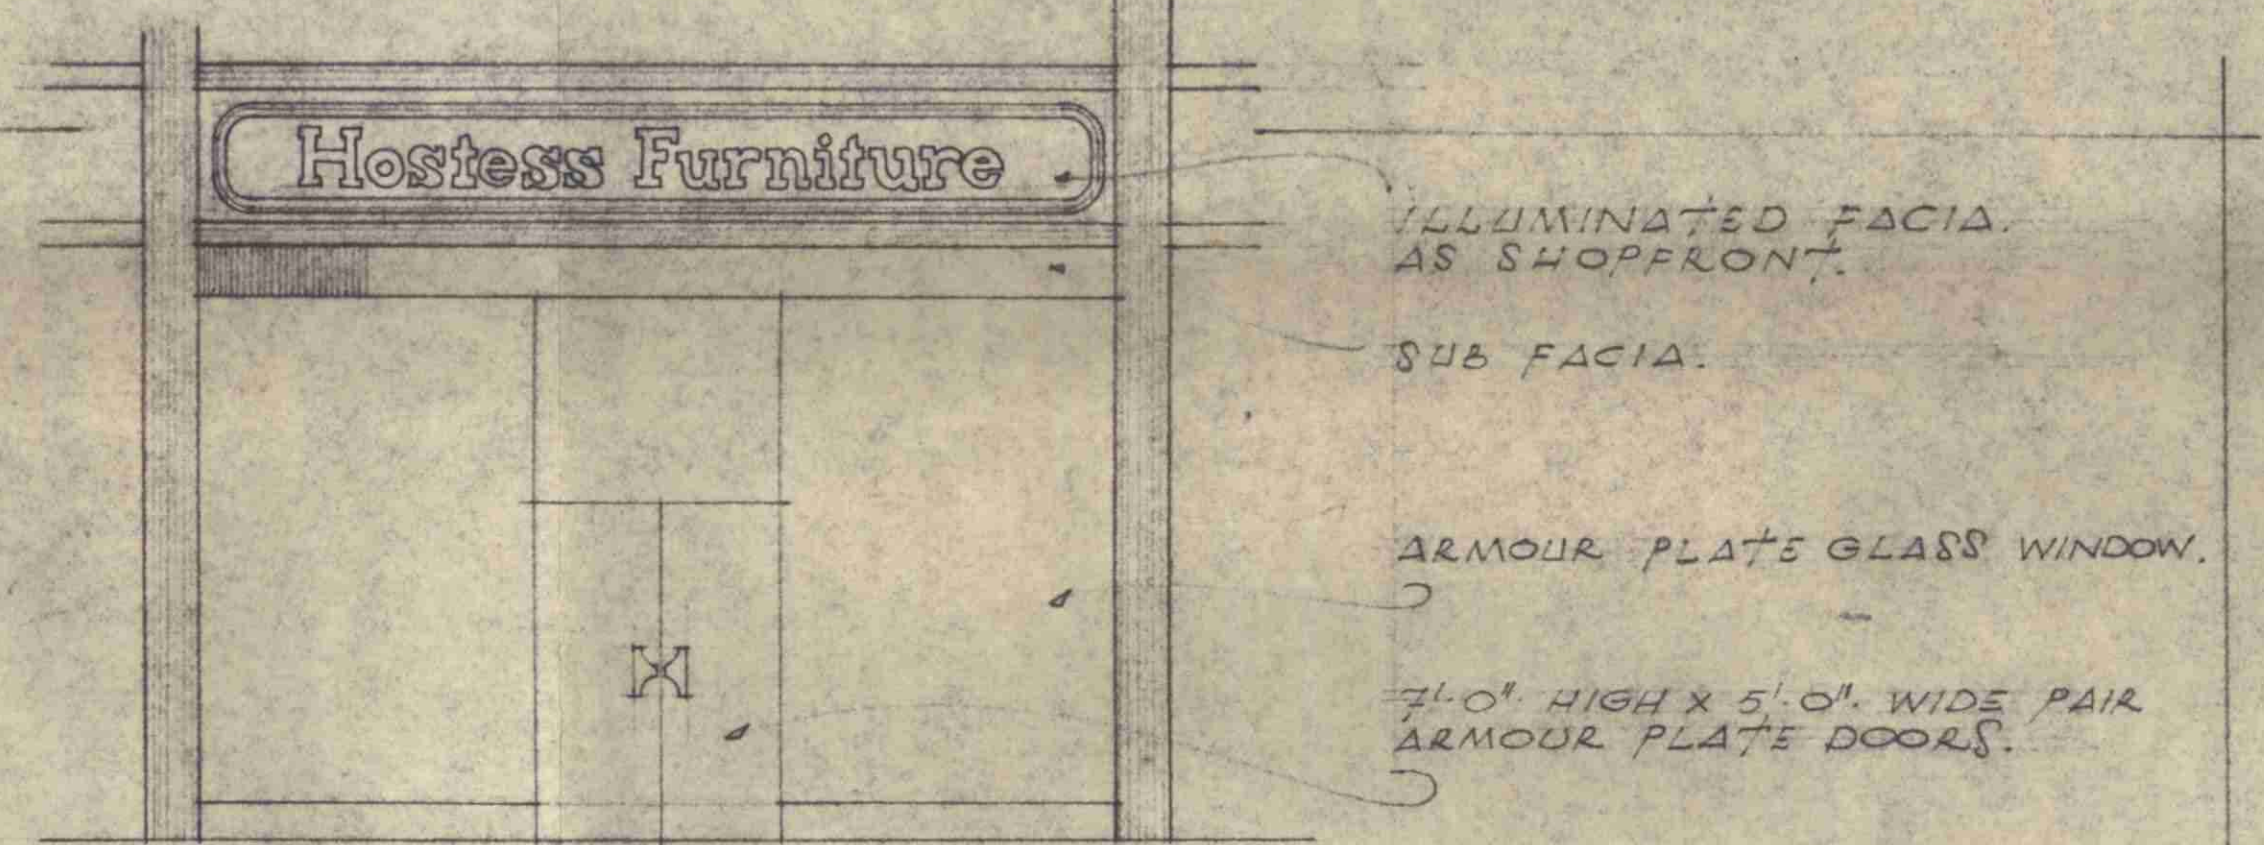 Hostess Furniture
ILLUMINATED FACIA.
AS SHOPFRONT.
SUB FACIA.
ARMOUR PLATE GLASS WINDOW.
7'-0". HIGH X 5'-0". WIDE PAIR
ARMOUR PLATE DOORS.